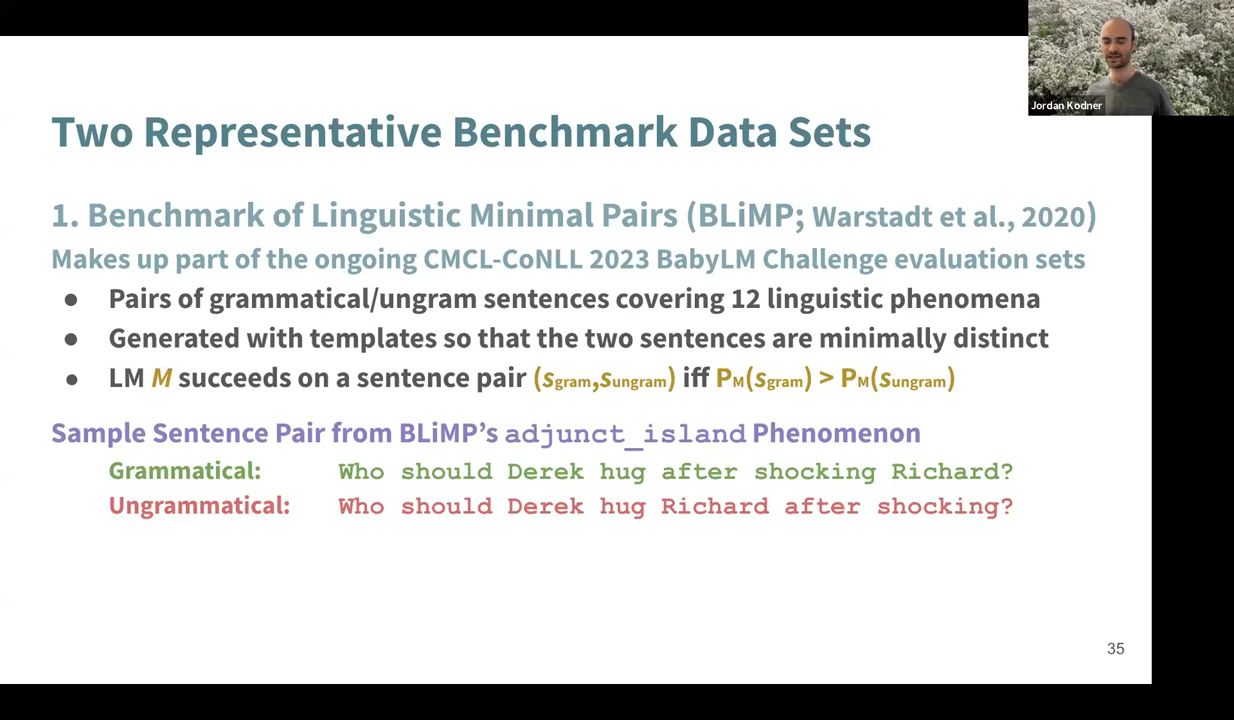 Jordan Kodner
Two Representative Benchmark Data Sets
1. Benchmark of Linguistic Minimal Pairs (BLiMP; Warstadt et al., 2020)
Makes up part of the ongoing CMCL-CoNLL 2023 BabyLM Challenge evaluation sets
● Pairs of grammatical/ungram sentences covering 12 linguistic phenomena
● Generated with templates so that the two sentences are minimally distinct
● LM M succeeds on a sentence pair (sgram,sungram) iff PM(sgram) > PM(sungram)
Sample Sentence Pair from BLiMP’s adjunct_island Phenomenon
Grammatical: Who should Derek hug after shocking Richard?
Ungrammatical: Who should Derek hug Richard after shocking?
35